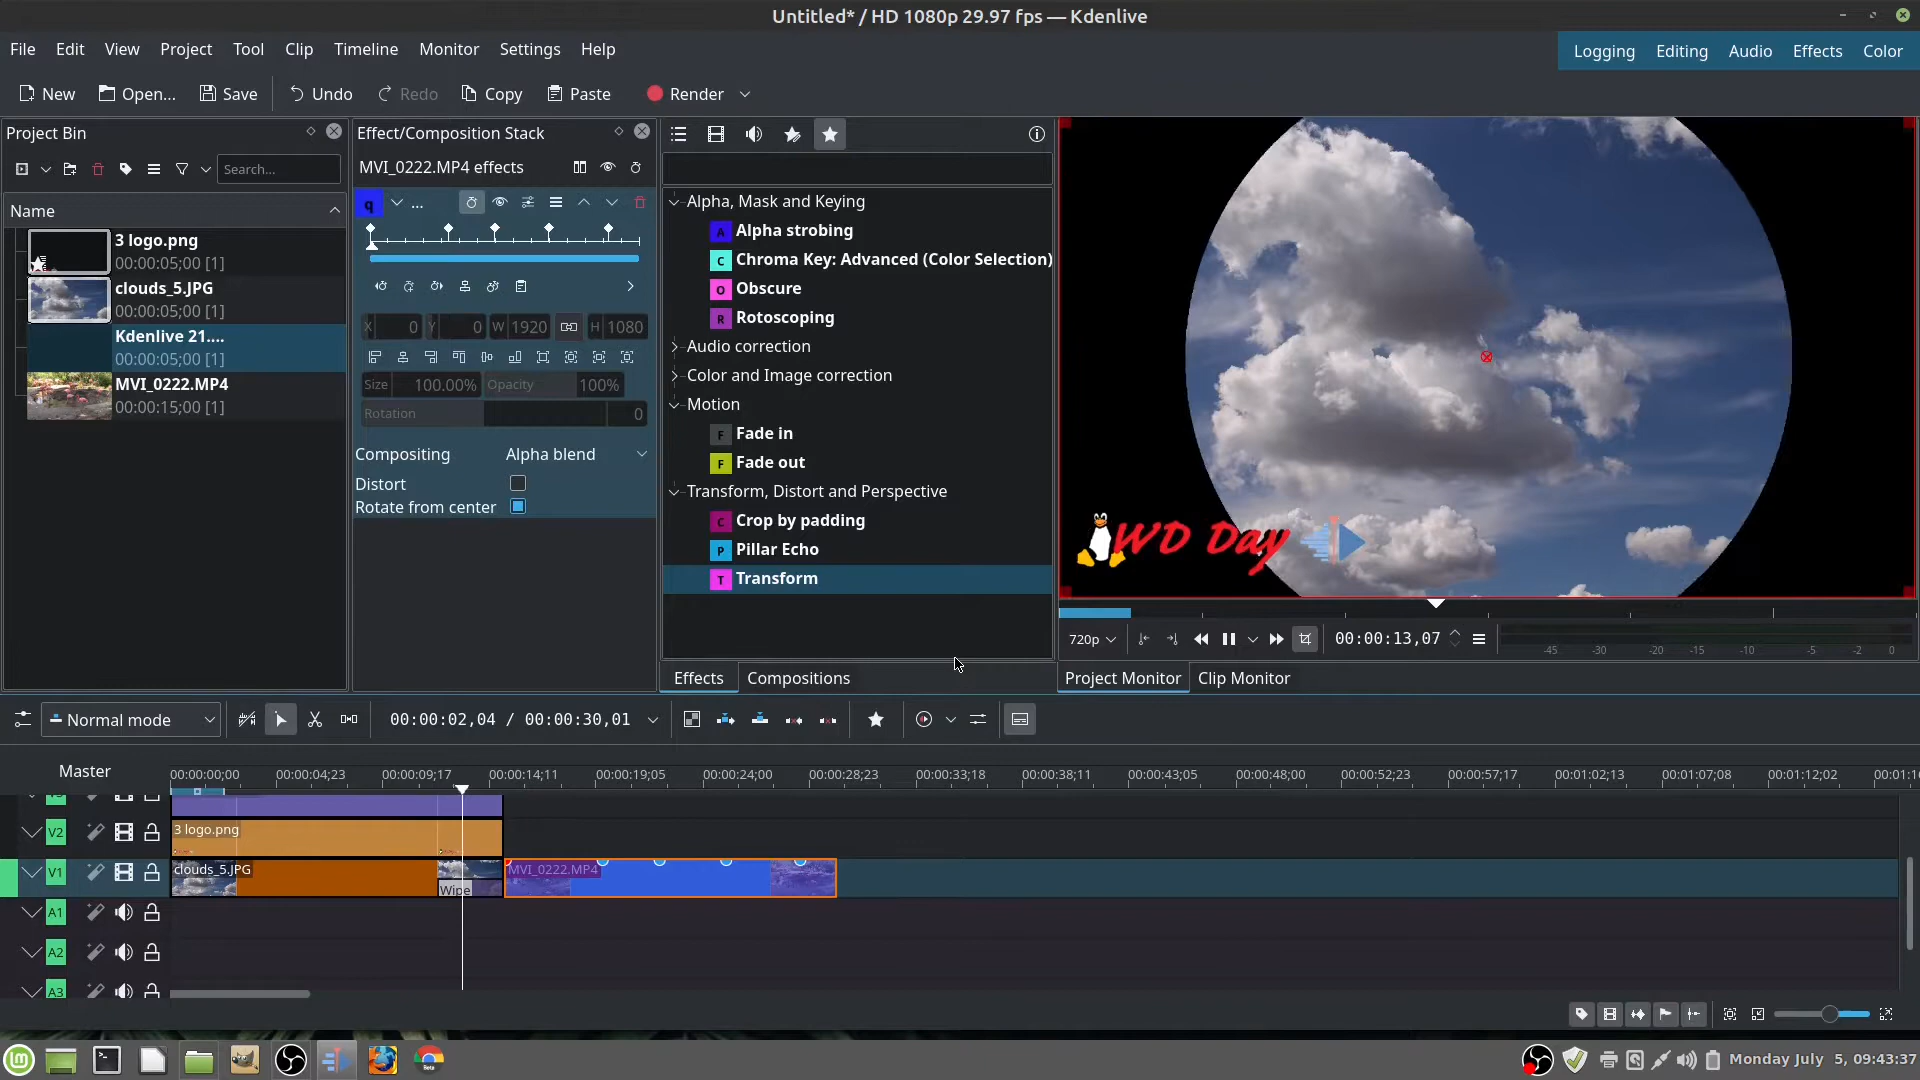 Untitled* / HD 1080p 29.97 fps — Kdenlive
File Edit View Project Tool Clip Timeline Monitor Settings Help
Logging Editing Audio Effects Color
New Open... Save Undo Redo Copy Paste Render
Project Bin
Search...
Name
3 logo.png
00:00:05;00 [1]
clouds_5.JPG
00:00:05;00 [1]
Kdenlive 21....
00:00:05;00 [1]
MVI_0222.MP4
00:00:15;00 [1]
Effect/Composition Stack
MVI_0222.MP4 effects
q ...
X 0 Y 0 W 1920 H 1080
Size 100.00% Opacity 100%
Rotation 0
Compositing Alpha blend
Distort
Rotate from center
Alpha, Mask and Keying
A Alpha strobing
C Chroma Key: Advanced (Color Selection)
O Obscure
R Rotoscoping
Audio correction
Color and Image correction
Motion
F Fade in
F Fade out
Transform, Distort and Perspective
C Crop by padding
P Pillar Echo
T Transform
Effects Compositions
WD Day
720p 00:00:13,07
-45 -30 -20 -15 -10 -5 -2 0
Project Monitor Clip Monitor
Normal mode 00:00:02,04 / 00:00:30,01
Master
00:00:00;00 00:00:04;23 00:00:09;17 00:00:14;11 00:00:19;05 00:00:24;00 00:00:28;23 00:00:33;18 00:00:38;11 00:00:43;05 00:00:48;00 00:00:52;23 00:00:57;17 00:01:02;13 00:01:07;08 00:01:12;02
V2 3 logo.png
V1 clouds_5.JPG Wipe MVI_0222.MP4
A1
A2
A3
Monday July 5, 09:43:37